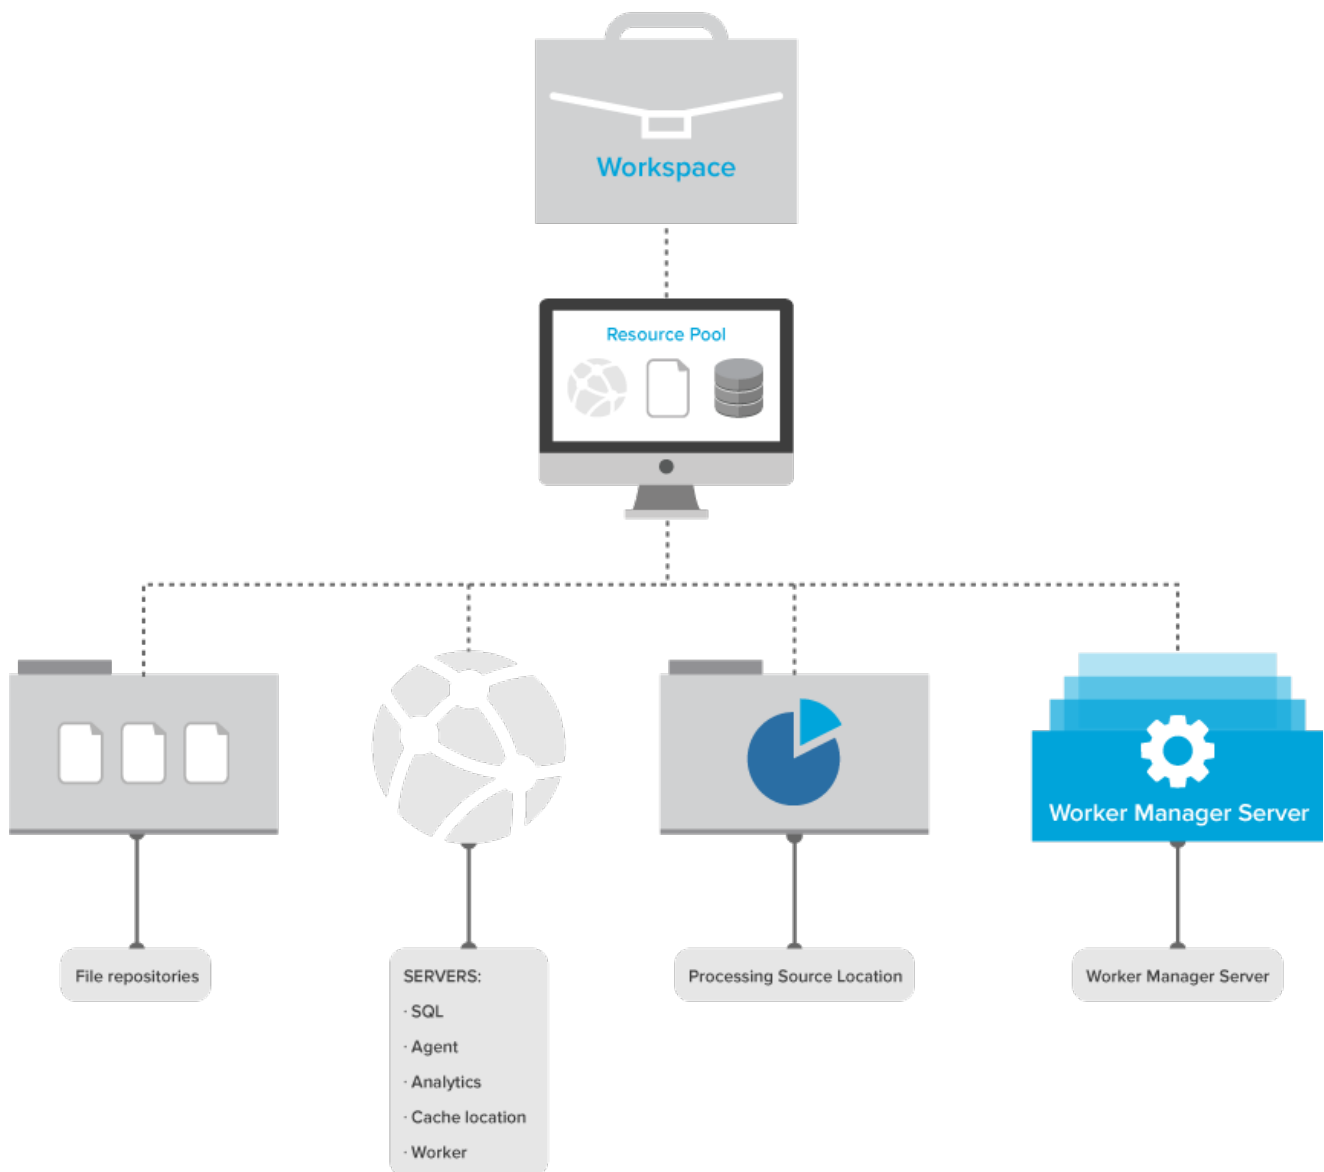 Workspace
Resource Pool
Worker Manager Server
File repositories
SERVERS:
· SQL
· Agent
· Analytics
· Cache location
· Worker
Processing Source Location
Worker Manager Server